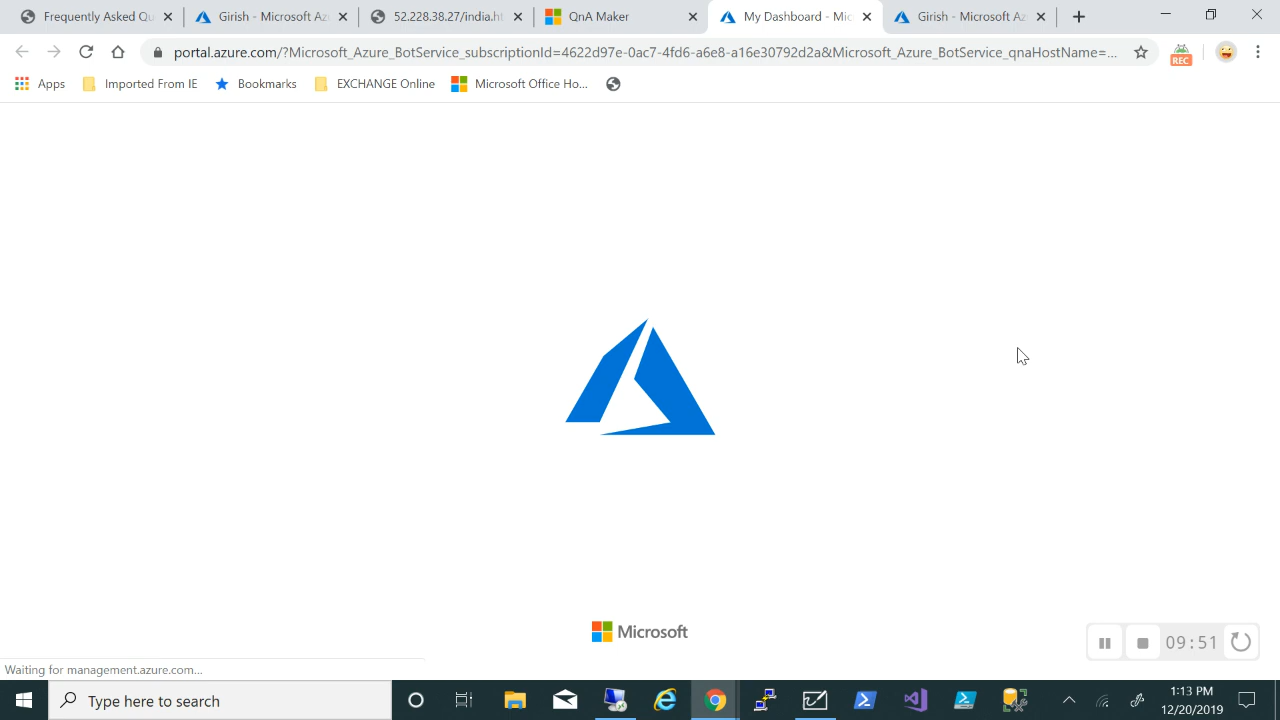 Frequently Asked Qu
Girish - Microsoft Az
52.228.38.27/india.ht
QnA Maker
My Dashboard - Mic
Girish - Microsoft Az
portal.azure.com/?Microsoft_Azure_BotService_subscriptionId=4622d97e-0ac7-4fd6-a6e8-a16e30792d2a&Microsoft_Azure_BotService_qnaHostName=...
REC
Apps
Imported From IE
Bookmarks
EXCHANGE Online
Microsoft Office Ho...
Microsoft
09:51
Waiting for management.azure.com...
Type here to search
1:13 PM
12/20/2019